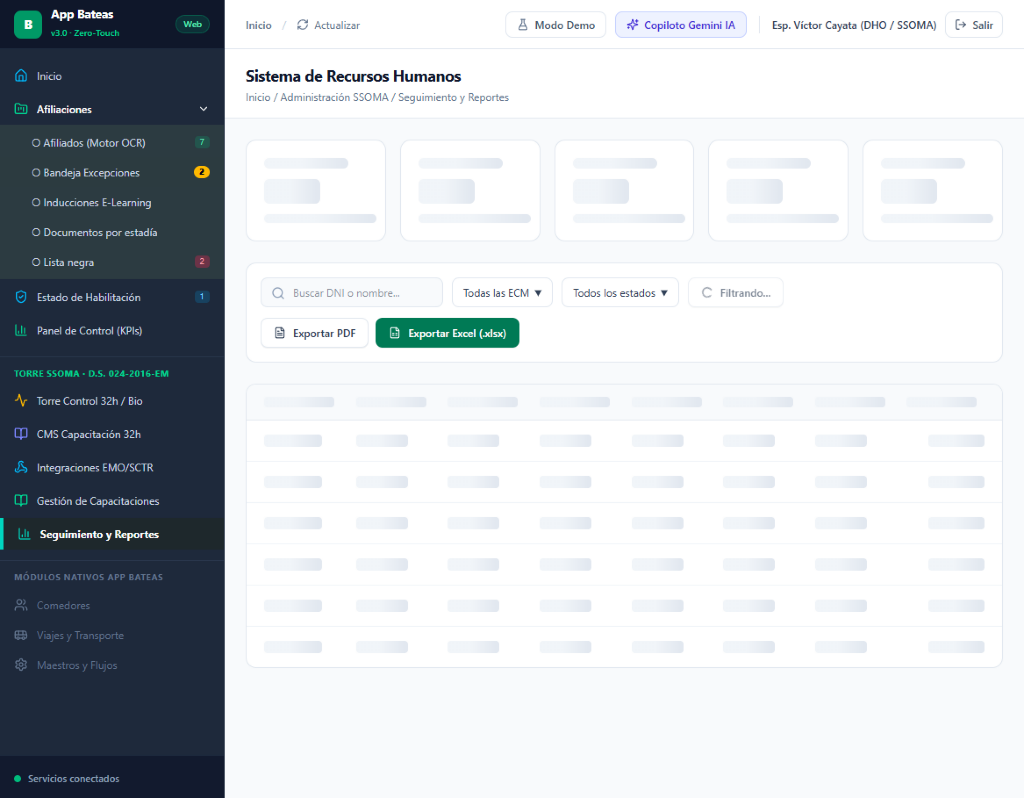 B
App Bateas
v3.0 · Zero-Touch
Web
Inicio
Afiliaciones
Afiliados (Motor OCR)
7
Bandeja Excepciones
2
Inducciones E-Learning
Documentos por estadía
Lista negra
2
Estado de Habilitación
1
Panel de Control (KPIs)
TORRE SSOMA · D.S. 024-2016-EM
Torre Control 32h / Bio
CMS Capacitación 32h
Integraciones EMO/SCTR
Gestión de Capacitaciones
Seguimiento y Reportes
MÓDULOS NATIVOS APP BATEAS
Comedores
Viajes y Transporte
Maestros y Flujos
Servicios conectados
Inicio / Actualizar
Modo Demo
Copiloto Gemini IA
Esp. Víctor Cayata (DHO / SSOMA)
Salir
Sistema de Recursos Humanos
Inicio / Administración SSOMA / Seguimiento y Reportes
Buscar DNI o nombre...
Todas las ECM
Todos los estados
Filtrando...
Exportar PDF
Exportar Excel (.xlsx)